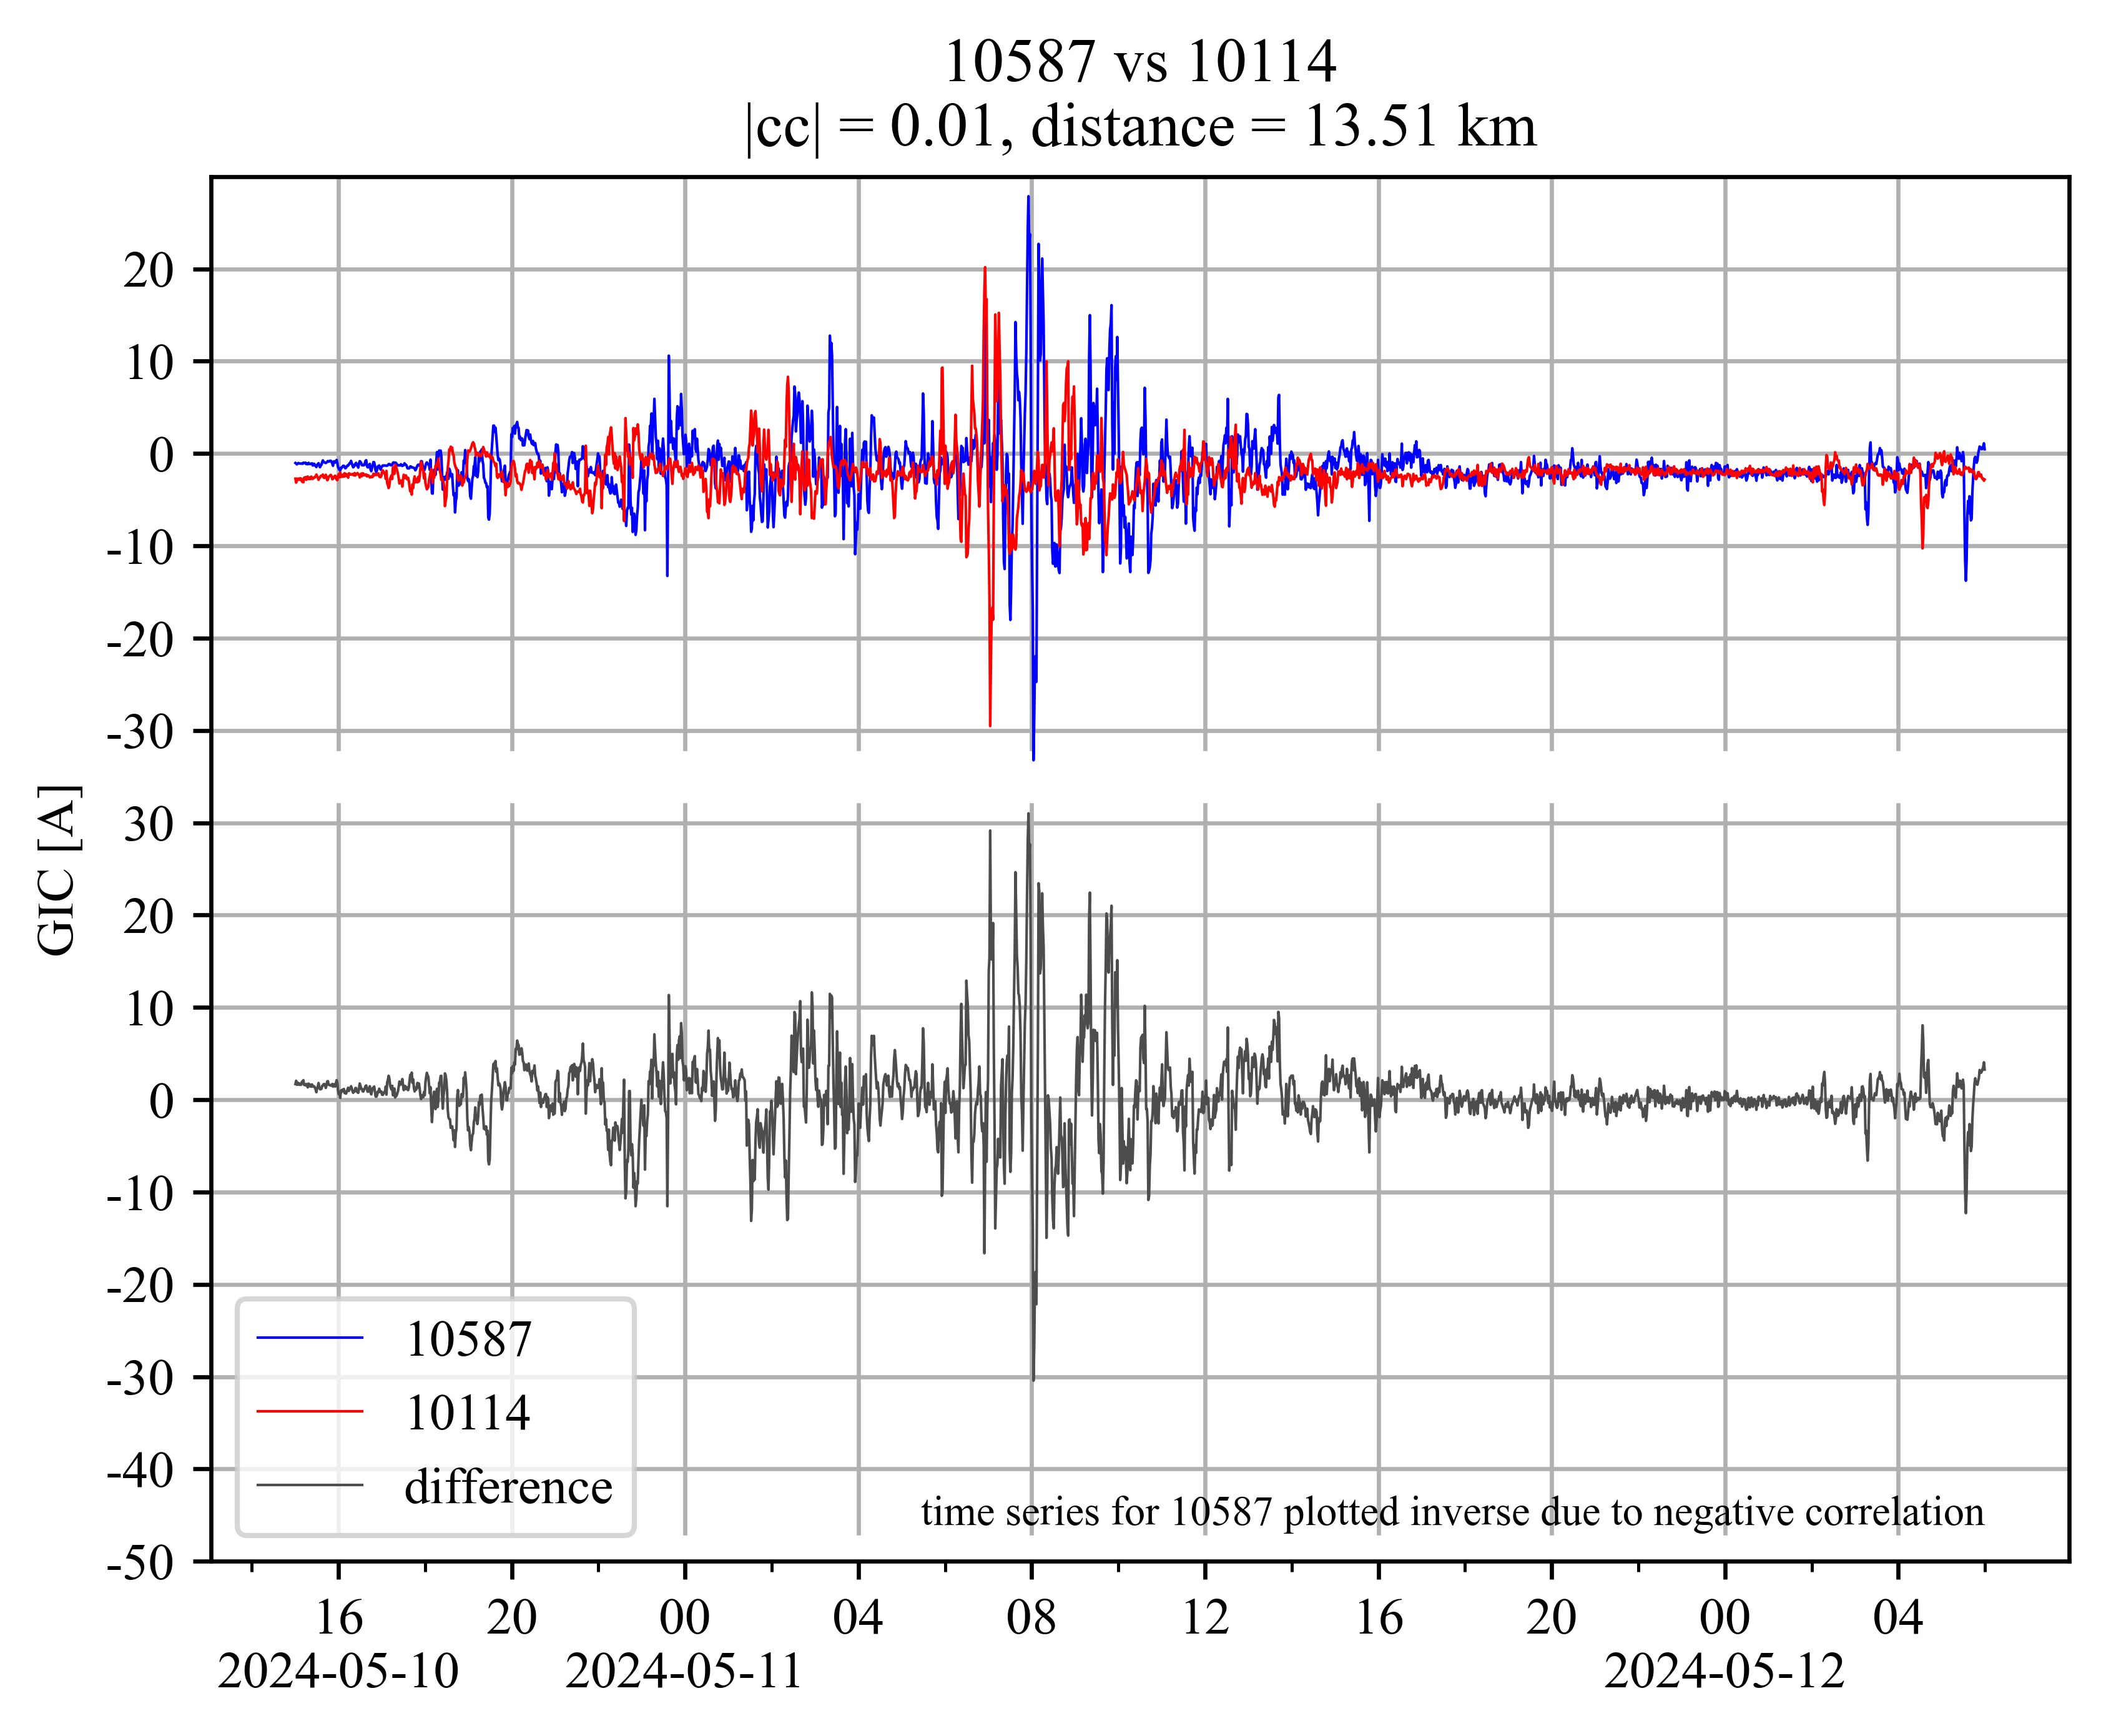 10587 vs 10114
|cc| = 0.01, distance = 13.51 km
20
10
0
-10
-20
-30
30
20
10
0
-10
-20
-30
-40
-50
GIC [A]
10587
10114
difference
time series for 10587 plotted inverse due to negative correlation
16 20 00 04 08 12 16 20 00 04
2024-05-10 2024-05-11 2024-05-12